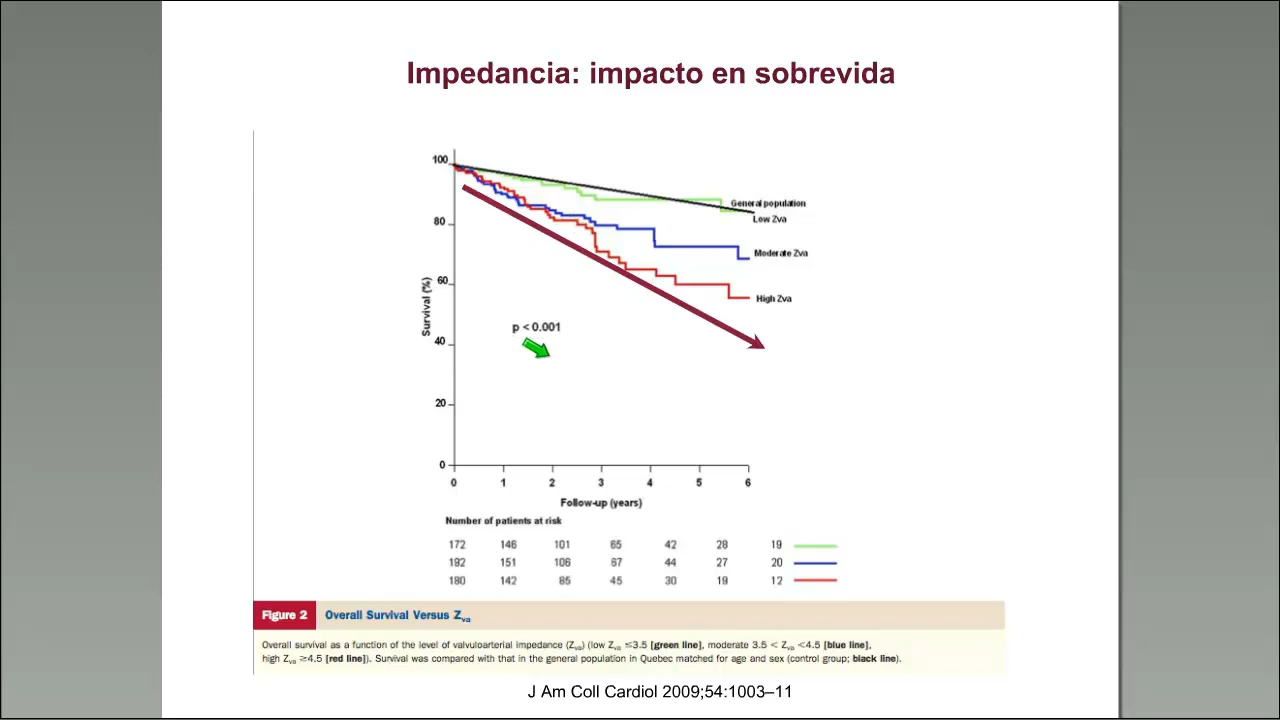 Impedancia: impacto en sobrevida
100
80
60
40
20
0
Survival (%)
General population
Low Zva
Moderate Zva
High Zva
p < 0.001
0 1 2 3 4 5 6
Follow-up (years)
Number of patients at risk
172 146 101 65 42 28 19
192 151 106 67 44 27 20
180 142 85 45 30 19 12
Figure 2 Overall Survival Versus Zva
Overall survival as a function of the level of valvuloarterial impedance (Zva) (low Zva ≤3.5 [green line], moderate 3.5 < Zva <4.5 [blue line],
high Zva ≥4.5 [red line]). Survival was compared with that in the general population in Quebec matched for age and sex (control group; black line).
J Am Coll Cardiol 2009;54:1003–11